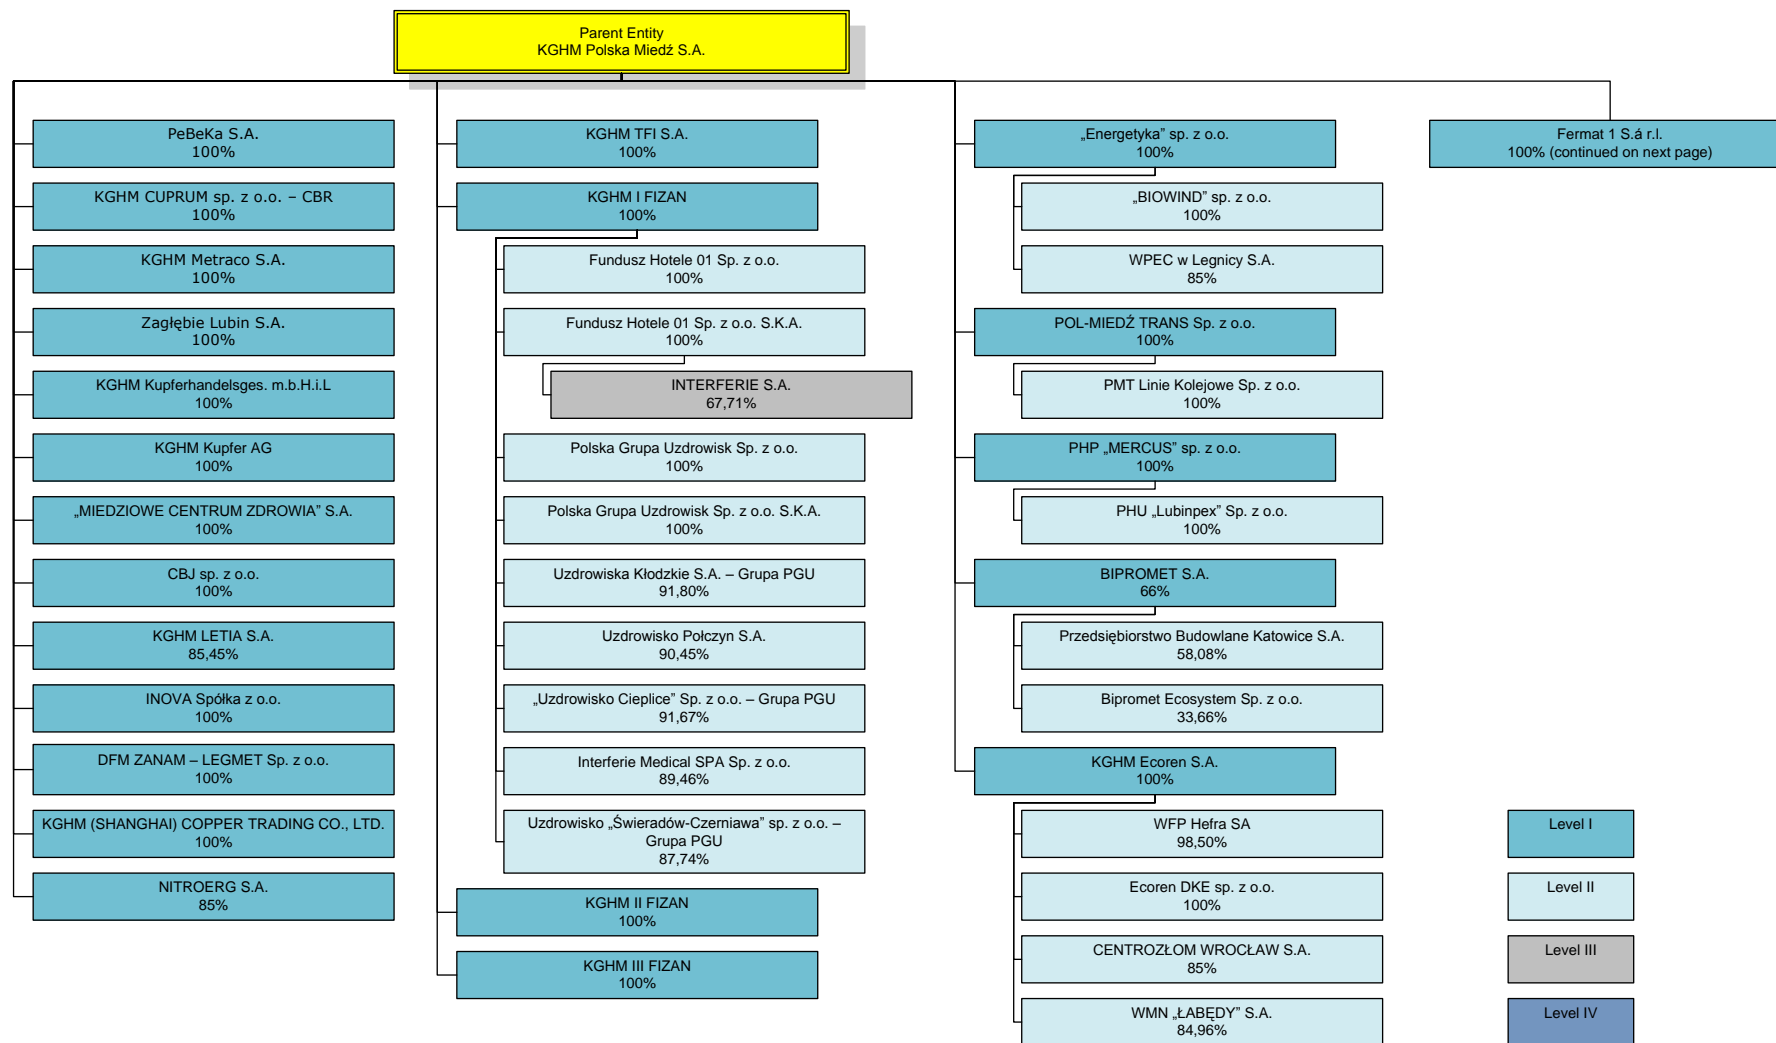 Parent Entity
KGHM Polska Miedź S.A.
PeBeKa S.A.
100%
KGHM CUPRUM sp. z o.o. – CBR
100%
KGHM Metraco S.A.
100%
Zagłębie Lubin S.A.
100%
KGHM Kupferhandelsges. m.b.H.i.L
100%
KGHM Kupfer AG
100%
„MIEDZIOWE CENTRUM ZDROWIA” S.A.
100%
CBJ sp. z o.o.
100%
KGHM LETIA S.A.
85,45%
INOVA Spółka z o.o.
100%
DFM ZANAM – LEGMET Sp. z o.o.
100%
KGHM (SHANGHAI) COPPER TRADING CO., LTD.
100%
NITROERG S.A.
85%
KGHM TFI S.A.
100%
KGHM I FIZAN
100%
Fundusz Hotele 01 Sp. z o.o.
100%
Fundusz Hotele 01 Sp. z o.o. S.K.A.
100%
INTERFERIE S.A.
67,71%
Polska Grupa Uzdrowisk Sp. z o.o.
100%
Polska Grupa Uzdrowisk Sp. z o.o. S.K.A.
100%
Uzdrowiska Kłodzkie S.A. – Grupa PGU
91,80%
Uzdrowisko Połczyn S.A.
90,45%
„Uzdrowisko Cieplice” Sp. z o.o. – Grupa PGU
91,67%
Interferie Medical SPA Sp. z o.o.
89,46%
Uzdrowisko „Świeradów-Czerniawa” sp. z o.o. –
Grupa PGU
87,74%
KGHM II FIZAN
100%
KGHM III FIZAN
100%
„Energetyka” sp. z o.o.
100%
„BIOWIND” sp. z o.o.
100%
WPEC w Legnicy S.A.
85%
POL-MIEDŹ TRANS Sp. z o.o.
100%
PMT Linie Kolejowe Sp. z o.o.
100%
PHP „MERCUS” sp. z o.o.
100%
PHU „Lubinpex” Sp. z o.o.
100%
BIPROMET S.A.
66%
Przedsiębiorstwo Budowlane Katowice S.A.
58,08%
Bipromet Ecosystem Sp. z o.o.
33,66%
KGHM Ecoren S.A.
100%
WFP Hefra SA
98,50%
Ecoren DKE sp. z o.o.
100%
CENTROZŁOM WROCŁAW S.A.
85%
WMN „ŁABĘDY” S.A.
84,96%
Fermat 1 S.á r.l.
100% (continued on next page)
Level I
Level II
Level III
Level IV